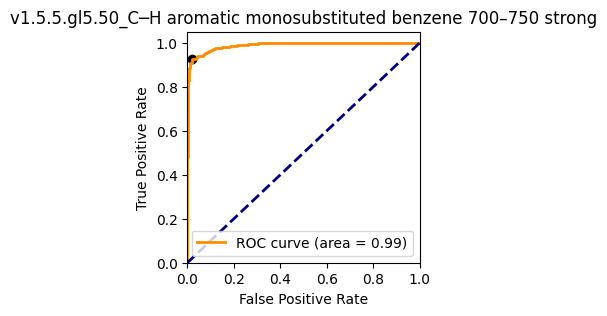 v1.5.5.gl5.50_C─H aromatic monosubstituted benzene 700–750 strong
1.0
0.8
0.6
0.4
0.2
0.0
True Positive Rate
ROC curve (area = 0.99)
0.0 0.2 0.4 0.6 0.8 1.0
False Positive Rate